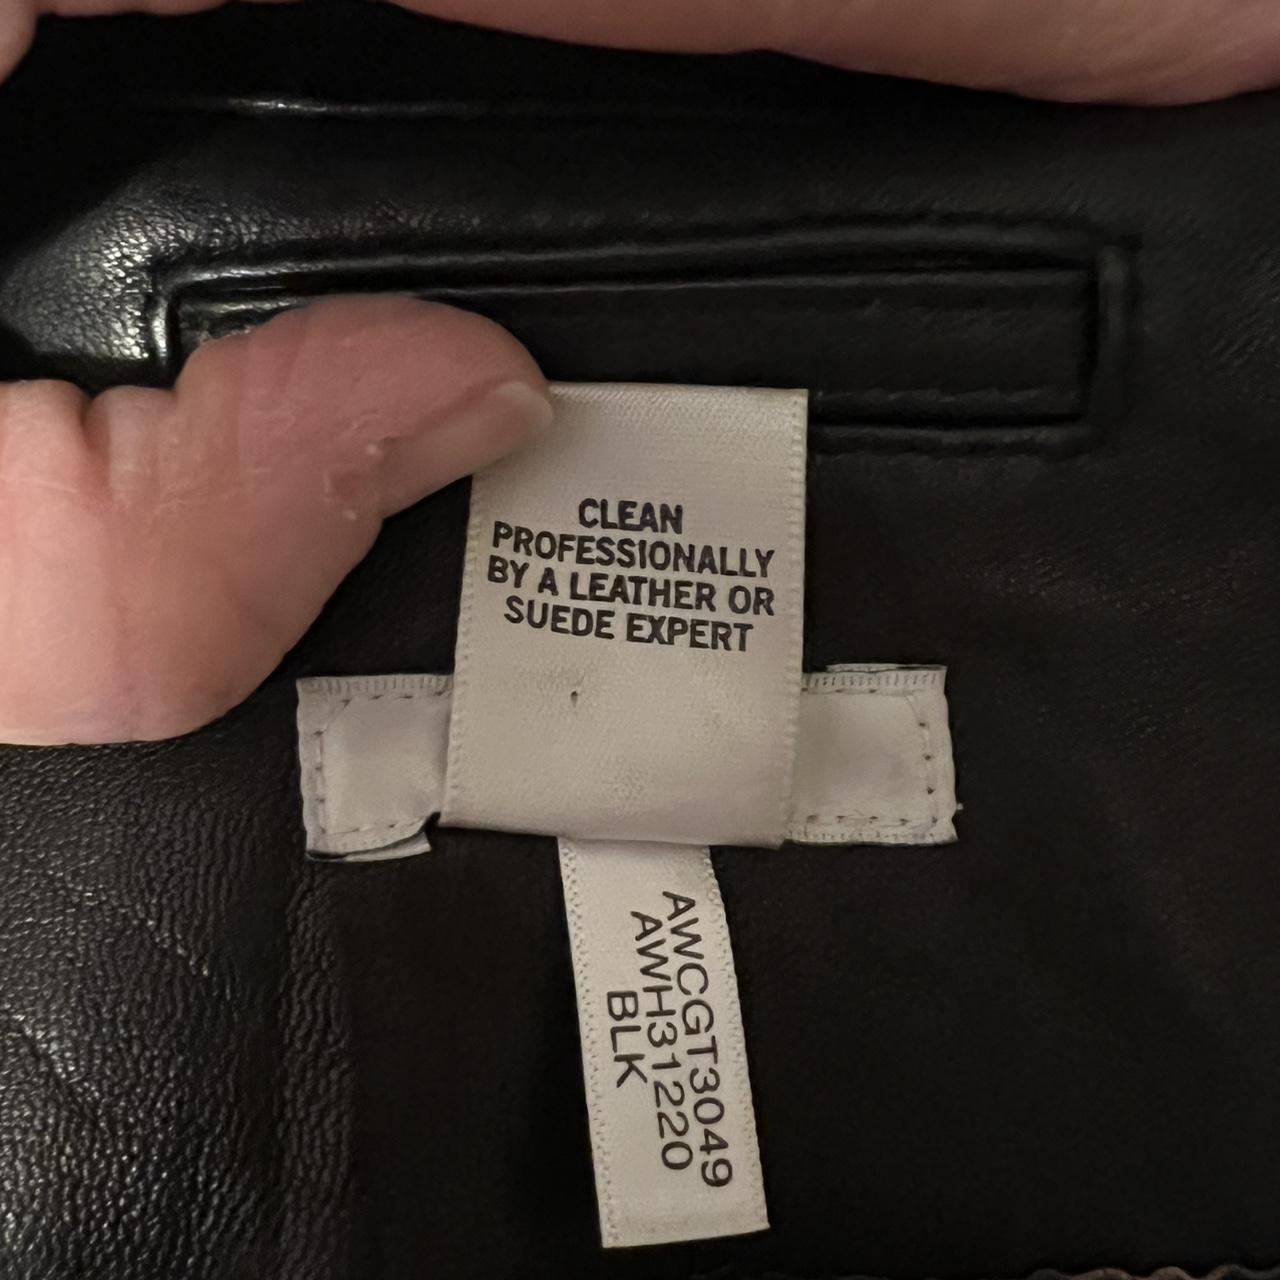 CLEAN
PROFESSIONALLY
BY A LEATHER OR
SUEDE EXPERT
AWCGT3049
AWH31220
BLK